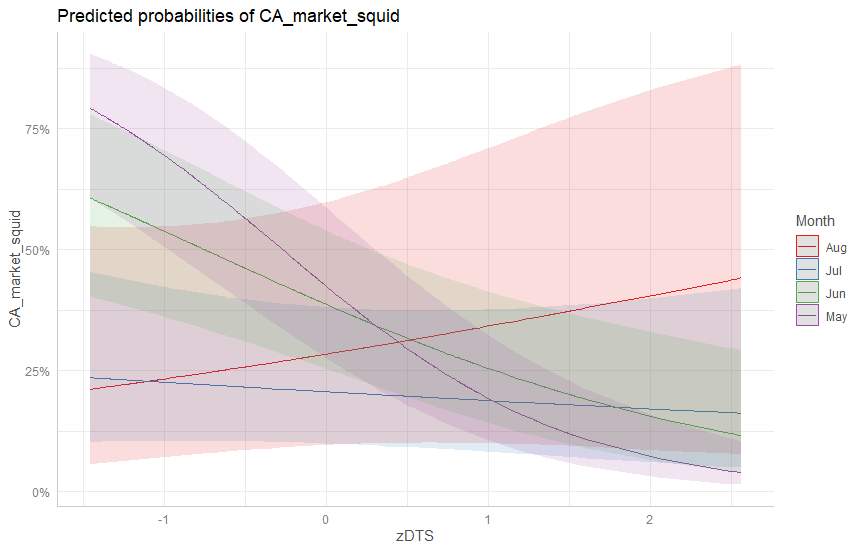 Predicted probabilities of CA_market_squid
CA_market_squid
75%
50%
25%
0%
-1
0
1
2
zDTS
Month
Aug
Jul
Jun
May